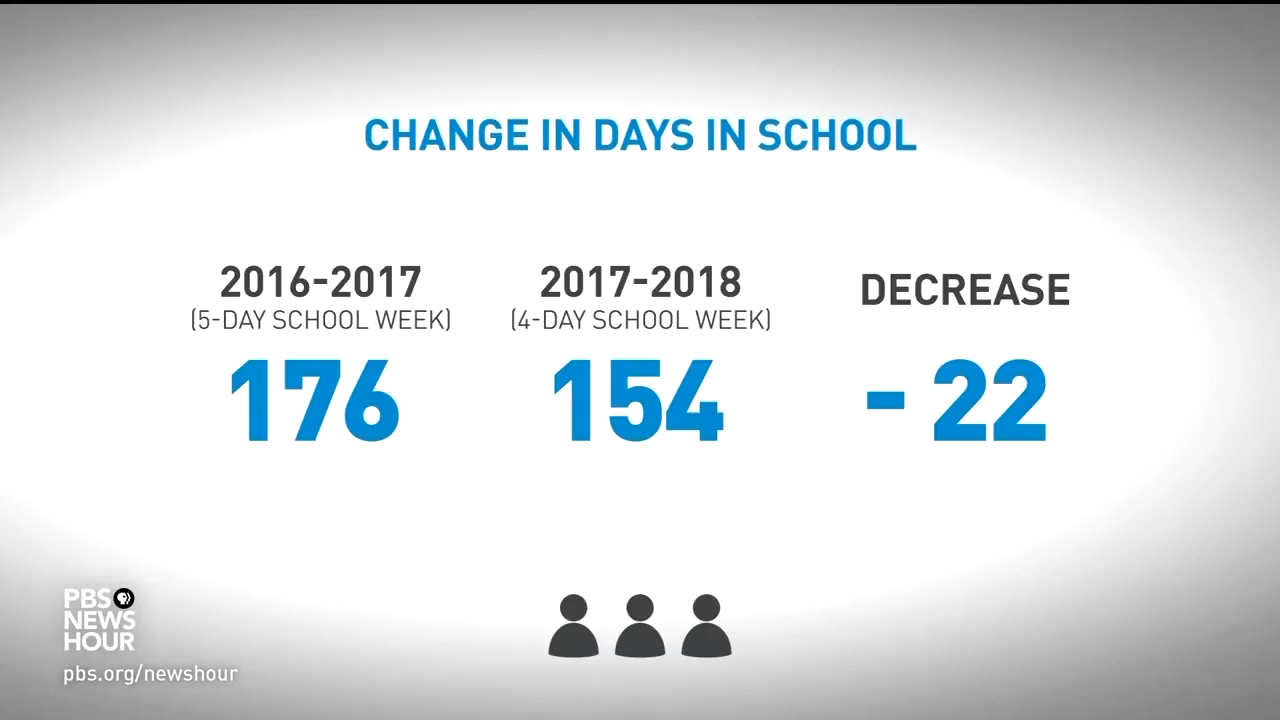 CHANGE IN DAYS IN SCHOOL
2016-2017
(5-DAY SCHOOL WEEK)
176
2017-2018
(4-DAY SCHOOL WEEK)
154
DECREASE
- 22
PBS
NEWS
HOUR
pbs.org/newshour